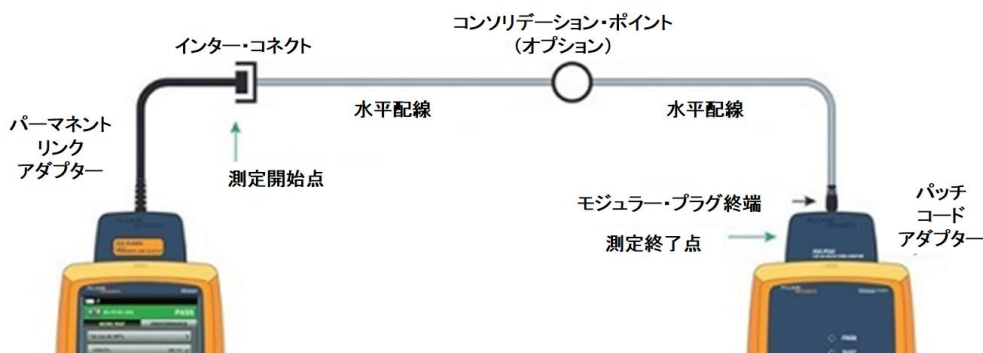 コンソリデーション・ポイント
(オプション)
インター・コネクト
水平配線
水平配線
パーマネント
リンク
アダプター
測定開始点
モジュラー・プラグ終端
測定終了点
パッチ
コード
アダプター
PASS
PASS